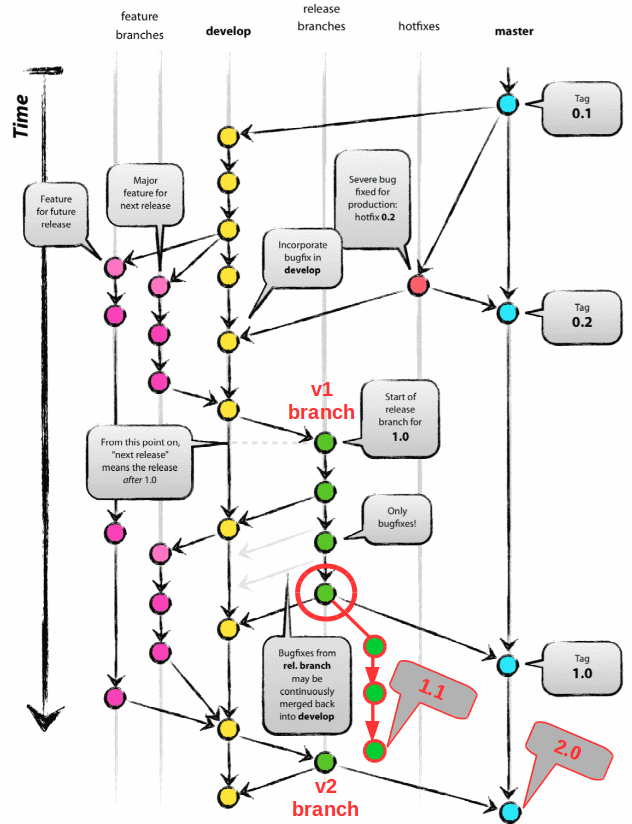 feature
branches
develop
release
branches
hotfixes
master
Time
Tag
0.1
Major
feature for
next release
Severe bug
fixed for
production:
hotfix 0.2
Feature
for future
release
Incorporate
bugfix in
develop
Tag
0.2
v1
branch
Start of
release
branch for
1.0
From this point on,
"next release"
means the release
after 1.0
Only
bugfixes!
Bugfixes from
rel. branch
may be
continuously
merged back
into develop
Tag
1.0
1.1
2.0
v2
branch